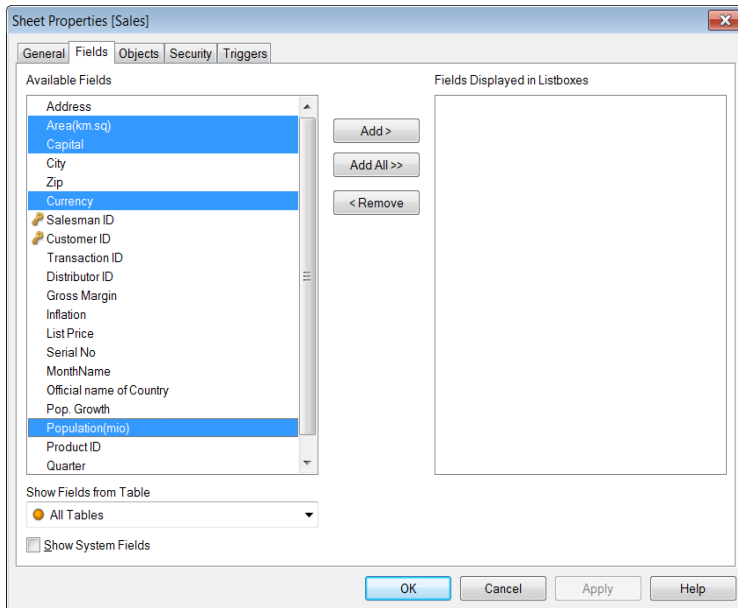 Sheet Properties [Sales]
General Fields Objects Security Triggers
Available Fields
Fields Displayed in Listboxes
Address
Area(km.sq)
Capital
City
Zip
Currency
Salesman ID
Customer ID
Transaction ID
Distributor ID
Gross Margin
Inflation
List Price
Serial No
MonthName
Official name of Country
Pop. Growth
Population(mio)
Product ID
Quarter
Add >
Add All >>
< Remove
Show Fields from Table
All Tables
Show System Fields
OK Cancel Apply Help